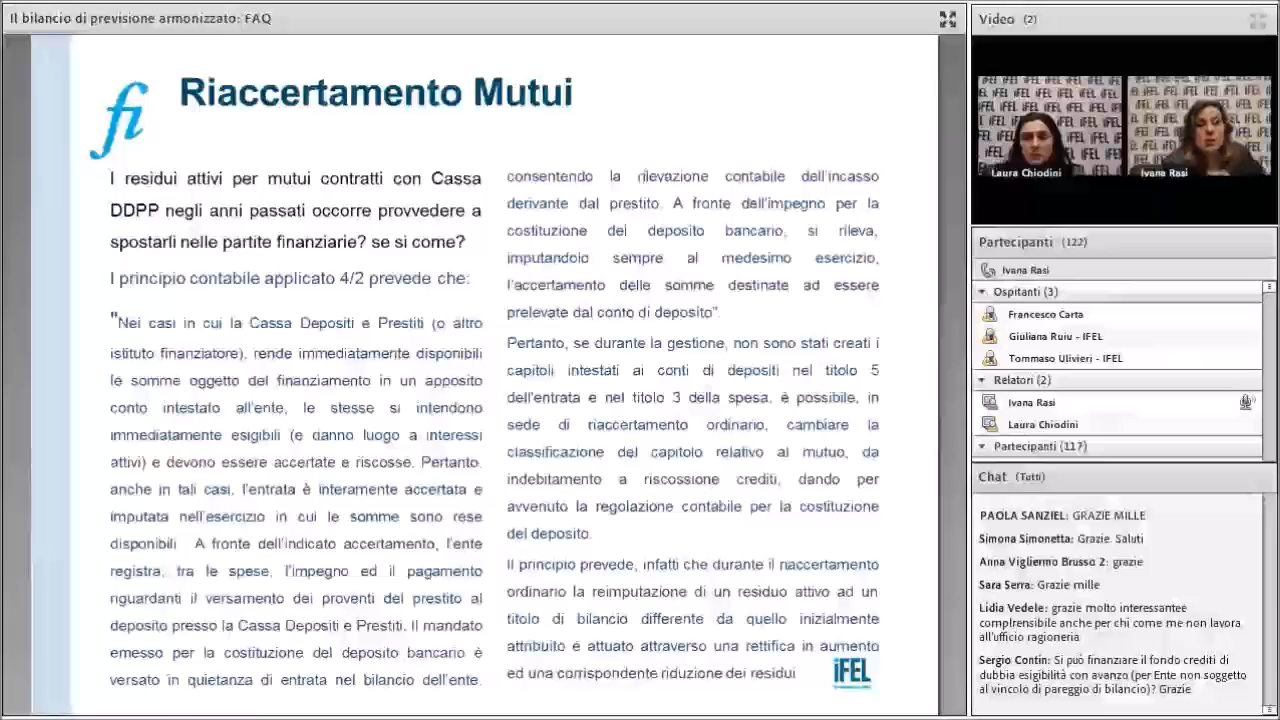 Il bilancio di previsione armonizzato: FAQ
Riaccertamento Mutui
I residui attivi per mutui contratti con Cassa
DDPP negli anni passati occorre provvedere a
spostarli nelle partite finanziarie? se si come?
I principio contabile applicato 4/2 prevede che:
"Nei casi in cui la Cassa Depositi e Prestiti (o altro
istituto finanziatore), rende immediatamente disponibili
le somme oggetto del finanziamento in un apposito
conto intestato all'ente, le stesse si intendono
immediatamente esigibili (e danno luogo a interessi
attivi) e devono essere accertate e riscosse. Pertanto,
anche in tali casi, l'entrata è interamente accertata e
imputata nell'esercizio in cui le somme sono rese
disponibili. A fronte dell'indicato accertamento, l'ente
registra, tra le spese, l'impegno ed il pagamento
riguardanti il versamento dei proventi del prestito al
deposito presso la Cassa Depositi e Prestiti. Il mandato
emesso per la costituzione del deposito bancario è
versato in quietanza di entrata nel bilancio dell'ente,
consentendo la rilevazione contabile dell'incasso
derivante dal prestito. A fronte dell'impegno per la
costituzione del deposito bancario, si rileva,
imputandolo sempre al medesimo esercizio,
l'accertamento delle somme destinate ad essere
prelevate dal conto di deposito".
Pertanto, se durante la gestione, non sono stati creati i
capitoli intestati ai conti di depositi nel titolo 5
dell'entrata e nel titolo 3 della spesa, è possibile, in
sede di riaccertamento ordinario, cambiare la
classificazione del capitolo relativo al mutuo, da
indebitamento a riscossione crediti, dando per
avvenuto la regolazione contabile per la costituzione
del deposito.
Il principio prevede, infatti che durante il riaccertamento
ordinario la reimputazione di un residuo attivo ad un
titolo di bilancio differente da quello inizialmente
attribuito è attuato attraverso una rettifica in aumento
ed una corrispondente riduzione dei residui
iFEL
Video (2)
Laura Chiodini
Ivana Rasi
Partecipanti (122)
Ivana Rasi
Ospitanti (3)
Francesco Carta
Giuliana Ruiu - IFEL
Tommaso Ulivieri - IFEL
Relatori (2)
Ivana Rasi
Laura Chiodini
Partecipanti (117)
Chat (Tutti)
PAOLA SANZIEL: GRAZIE MILLE
Simona Simonetta: Grazie. Saluti
Anna Vigliermo Brusso 2: grazie
Sara Serra: Grazie mille
Lidia Vedele: grazie molto interessantee
complrensibile anche per chi come me non lavora
all'ufficio ragioneria
Sergio Contin: Si può finanziare il fondo crediti di
dubbia esigibilità con avanzo (per Ente non soggetto
al vincolo di pareggio di bilancio)? Grazie